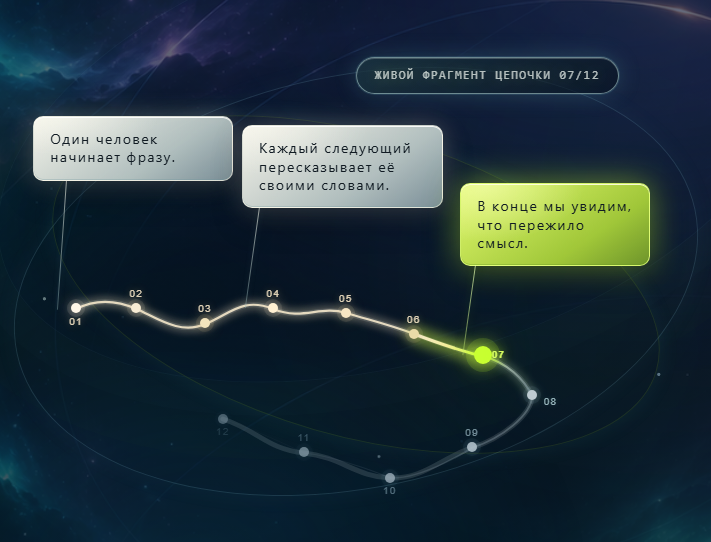 ЖИВОЙ ФРАГМЕНТ ЦЕПОЧКИ 07/12
Один человек
начинает фразу.
Каждый следующий
пересказывает её
своими словами.
В конце мы увидим,
что пережило
смысл.
01
02
03
04
05
06
07
08
09
10
11
12